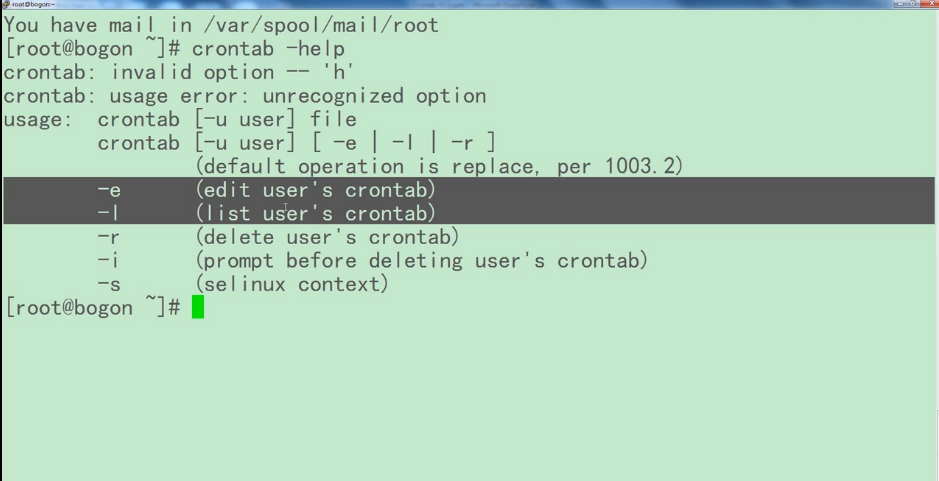 root@bogon:~
You have mail in /var/spool/mail/root
[root@bogon ~]# crontab -help
crontab: invalid option -- 'h'
crontab: usage error: unrecognized option
usage:  crontab [-u user] file
        crontab [-u user] [ -e | -l | -r ]
                (default operation is replace, per 1003.2)
        -e      (edit user's crontab)
        -l      (list user's crontab)
        -r      (delete user's crontab)
        -i      (prompt before deleting user's crontab)
        -s      (selinux context)
[root@bogon ~]#